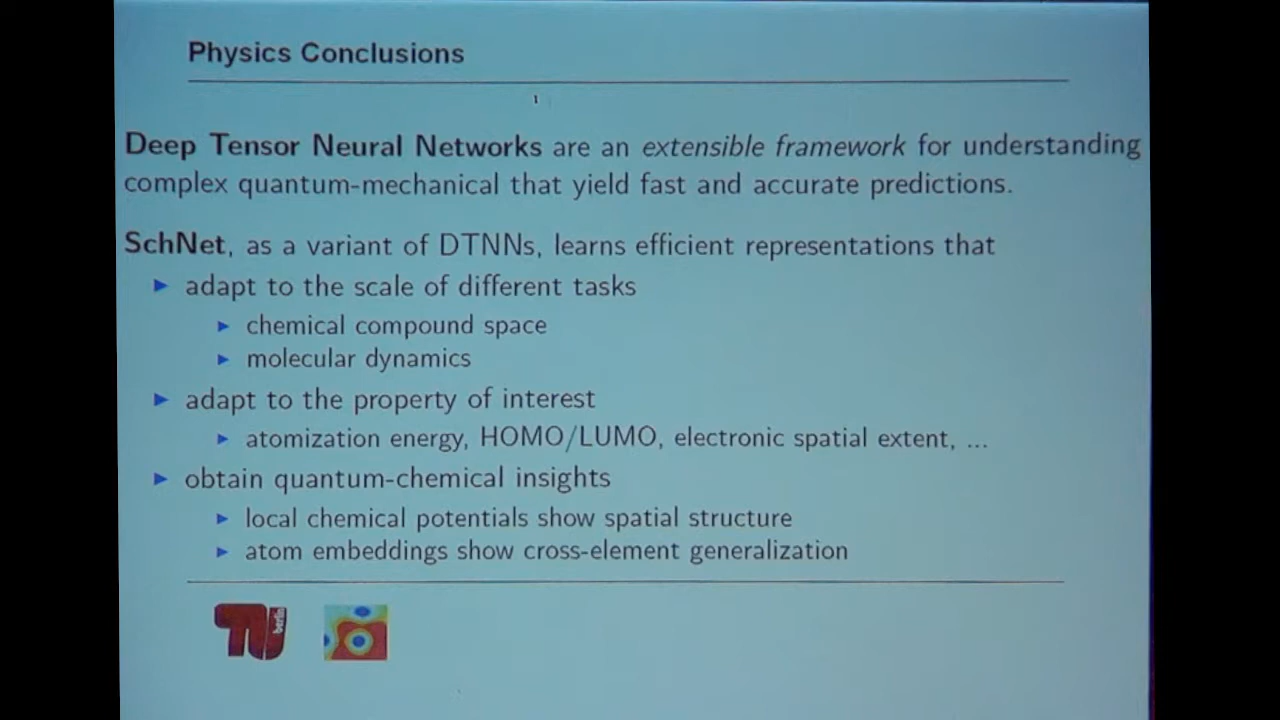 Physics Conclusions
Deep Tensor Neural Networks are an extensible framework for understanding
complex quantum-mechanical that yield fast and accurate predictions.
SchNet, as a variant of DTNNs, learns efficient representations that
▶ adapt to the scale of different tasks
▶ chemical compound space
▶ molecular dynamics
▶ adapt to the property of interest
▶ atomization energy, HOMO/LUMO, electronic spatial extent, ...
▶ obtain quantum-chemical insights
▶ local chemical potentials show spatial structure
▶ atom embeddings show cross-element generalization
TU berlin